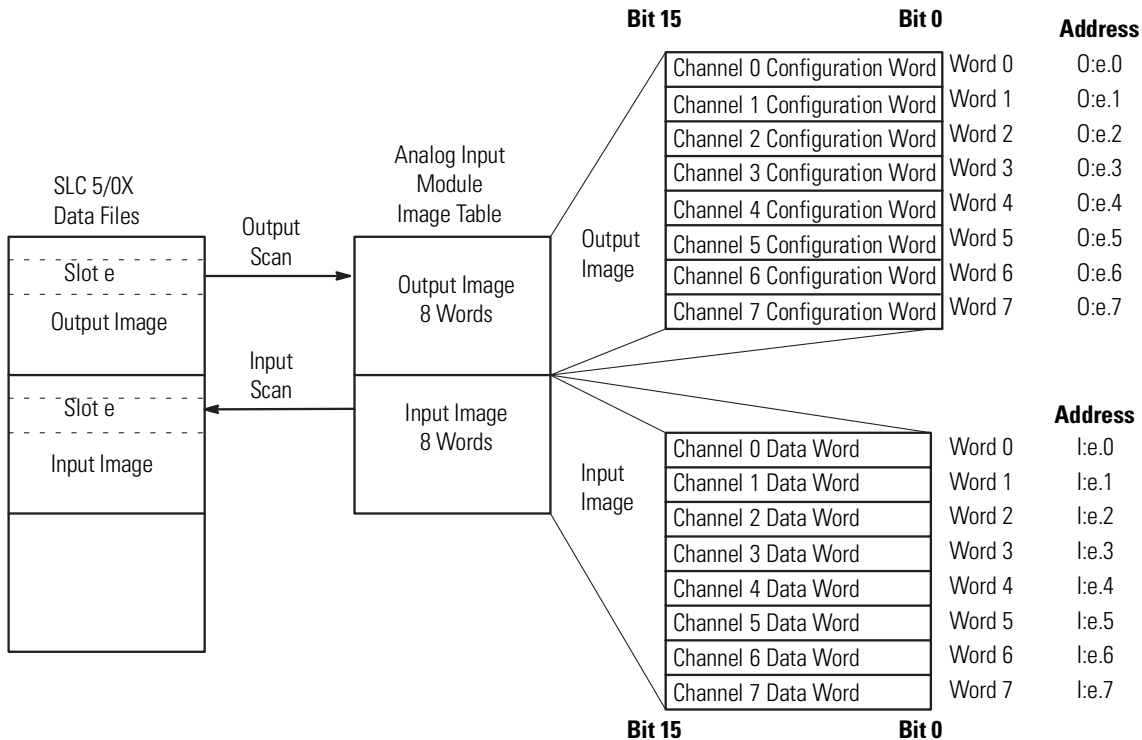 Bit 15 Bit 0 Address
Channel 0 Configuration Word Word 0 O:e.0
Channel 1 Configuration Word Word 1 O:e.1
Channel 2 Configuration Word Word 2 O:e.2
Channel 3 Configuration Word Word 3 O:e.3
Channel 4 Configuration Word Word 4 O:e.4
Channel 5 Configuration Word Word 5 O:e.5
Channel 6 Configuration Word Word 6 O:e.6
Channel 7 Configuration Word Word 7 O:e.7
SLC 5/0X
Data Files
Slot e
Output Image
Slot e
Input Image
Output
Scan
Input
Scan
Analog Input
Module
Image Table
Output Image
8 Words
Input Image
8 Words
Output
Image
Input
Image
Address
Channel 0 Data Word Word 0 I:e.0
Channel 1 Data Word Word 1 I:e.1
Channel 2 Data Word Word 2 I:e.2
Channel 3 Data Word Word 3 I:e.3
Channel 4 Data Word Word 4 I:e.4
Channel 5 Data Word Word 5 I:e.5
Channel 6 Data Word Word 6 I:e.6
Channel 7 Data Word Word 7 I:e.7
Bit 15 Bit 0